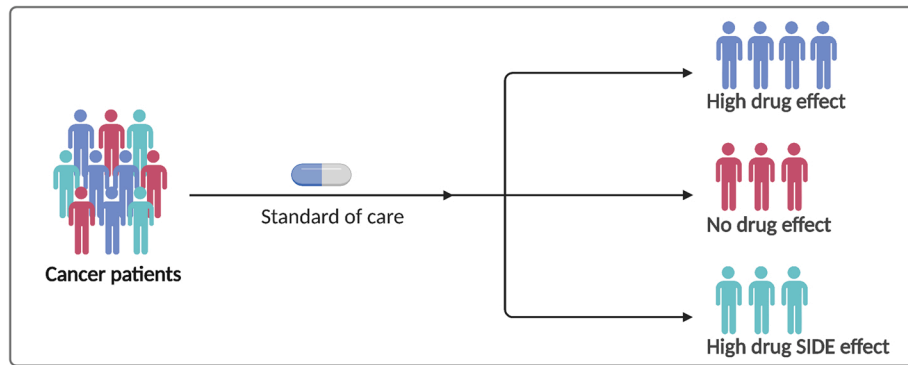 High drug effect
Standard of care
No drug effect
Cancer patients
High drug SIDE effect